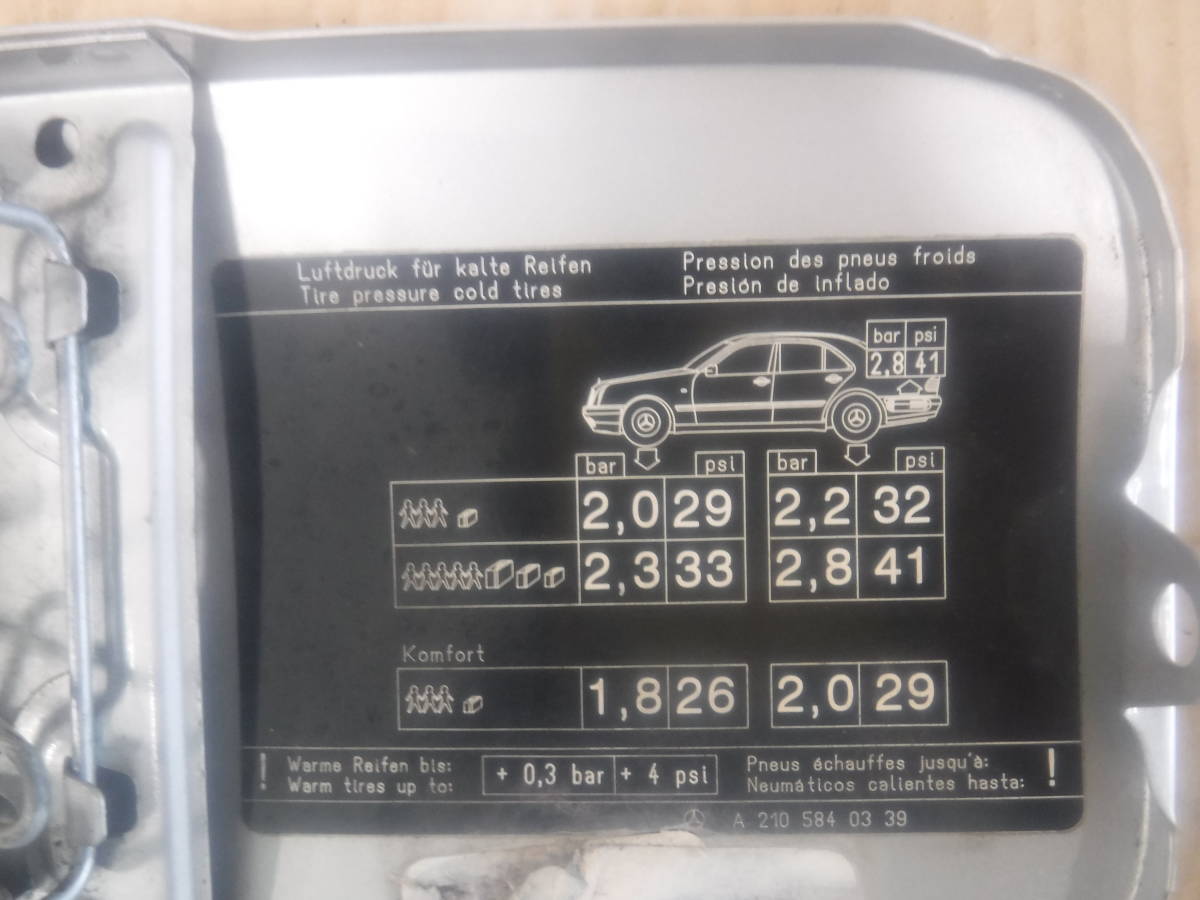 Luftdruck für kalte Reifen
Tire pressure cold tires
Pression des pneus froids
Presión de inflado
bar psi
2,8 41
bar psi bar psi
2,0 29 2,2 32
2,3 33 2,8 41
Komfort
1,8 26 2,0 29
! Warme Reifen bis:
Warm tires up to:
+ 0,3 bar + 4 psi
Pneus échauffes jusqu'à: !
Neumáticos calientes hasta:
A 210 584 03 39